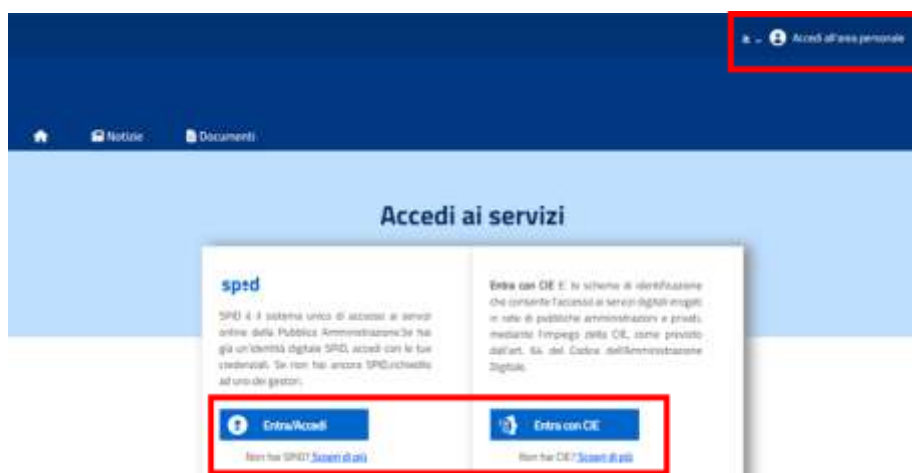 Accedi all'area personale
Notizie
Documenti
Accedi ai servizi
sp:d
SPID è il sistema unico di accesso ai servizi
online della Pubblica Amministrazione.Se hai
già un'identità digitale SPID, accedi con le tue
credenziali. Se non hai ancora SPID,richiedilo
ad uno dei gestori.
Entra/Accedi
Non hai SPID? Scopri di più
Entra con CIE E' lo schema di identificazione
che consente l'accesso ai servizi digitali erogati
in rete di pubbliche amministrazioni e privati,
mediante l'impiego della CIE, come previsto
dall'art. 64 del Codice dell'Amministrazione
Digitale.
Entra con CIE
Non hai CIE? Scopri di più